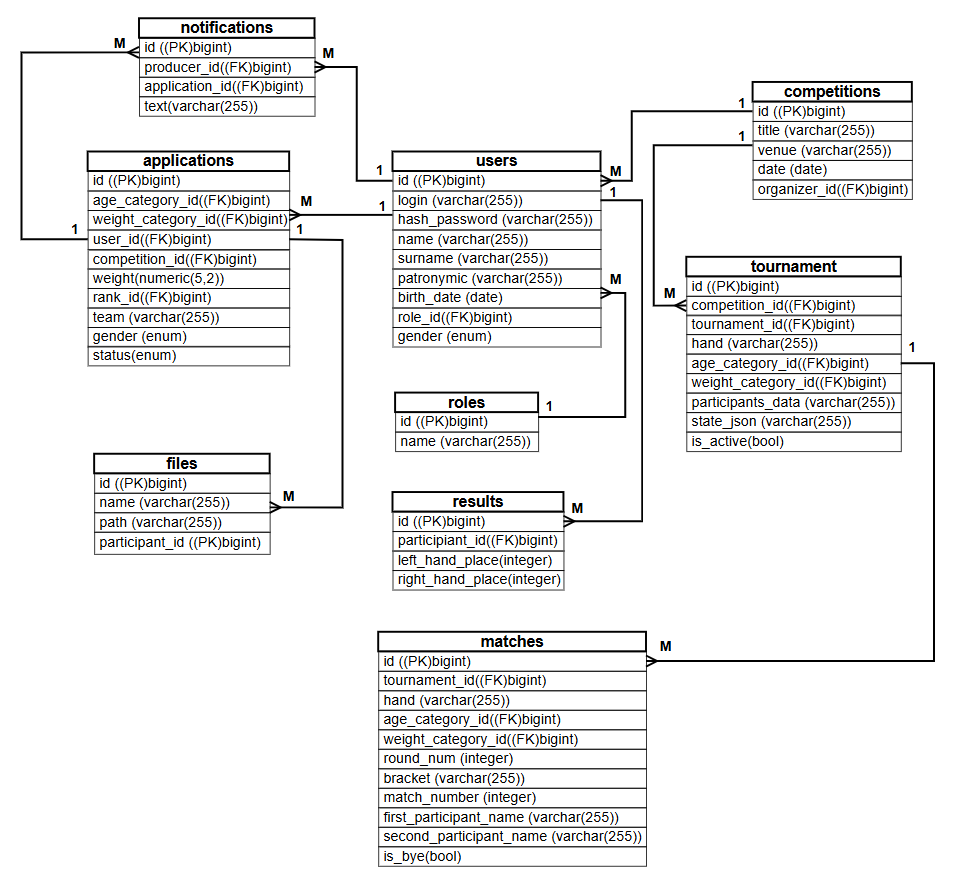 notifications
id ((PK)bigint)
producer_id((FK)bigint)
application_id((FK)bigint)
text(varchar(255))
M
M
1
1
applications
id ((PK)bigint)
age_category_id((FK)bigint)
weight_category_id((FK)bigint)
user_id((FK)bigint)
competition_id((FK)bigint)
weight(numeric(5,2))
rank_id((FK)bigint)
team (varchar(255))
gender (enum)
status(enum)
M
1
1
users
id ((PK)bigint)
login (varchar(255))
hash_password (varchar(255))
name (varchar(255))
surname (varchar(255))
patronymic (varchar(255))
birth_date (date)
role_id((FK)bigint)
gender (enum)
M
1
M
competitions
id ((PK)bigint)
title (varchar(255))
venue (varchar(255))
date (date)
organizer_id((FK)bigint)
1
1
tournament
id ((PK)bigint)
competition_id((FK)bigint)
tournament_id((FK)bigint)
hand (varchar(255))
age_category_id((FK)bigint)
weight_category_id((FK)bigint)
participants_data (varchar(255))
state_json (varchar(255))
is_active(bool)
M
1
roles
id ((PK)bigint)
name (varchar(255))
1
files
id ((PK)bigint)
name (varchar(255))
path (varchar(255))
participant_id ((PK)bigint)
M
results
id ((PK)bigint)
participiant_id((FK)bigint)
left_hand_place(integer)
right_hand_place(integer)
M
matches
id ((PK)bigint)
tournament_id((FK)bigint)
hand (varchar(255))
age_category_id((FK)bigint)
weight_category_id((FK)bigint)
round_num (integer)
bracket (varchar(255))
match_number (integer)
first_participant_name (varchar(255))
second_participant_name (varchar(255))
is_bye(bool)
M